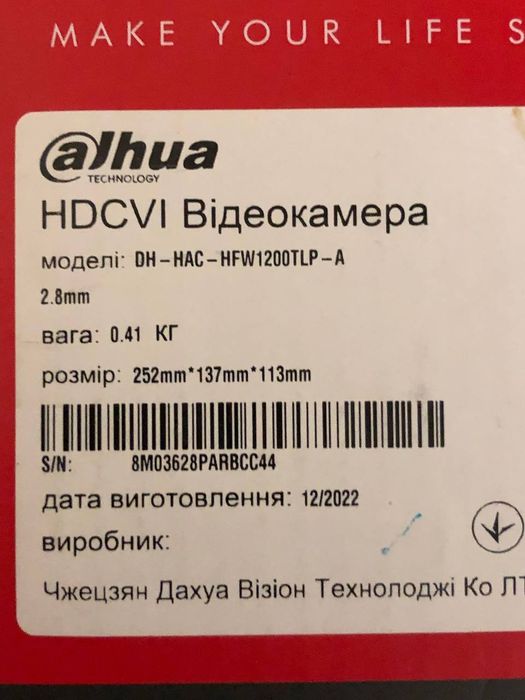 MAKE YOUR LIFE S
alhua
TECHNOLOGY
HDCVI Відеокамера
моделі: DH-HAC-HFW1200TLP-A
2.8mm
вага: 0.41 КГ
розмір: 252mm*137mm*113mm
S/N: 8M03628PARBCC44
дата виготовлення: 12/2022
виробник:
Чжецзян Дахуа Візіон Технолоджі Ко ЛТ